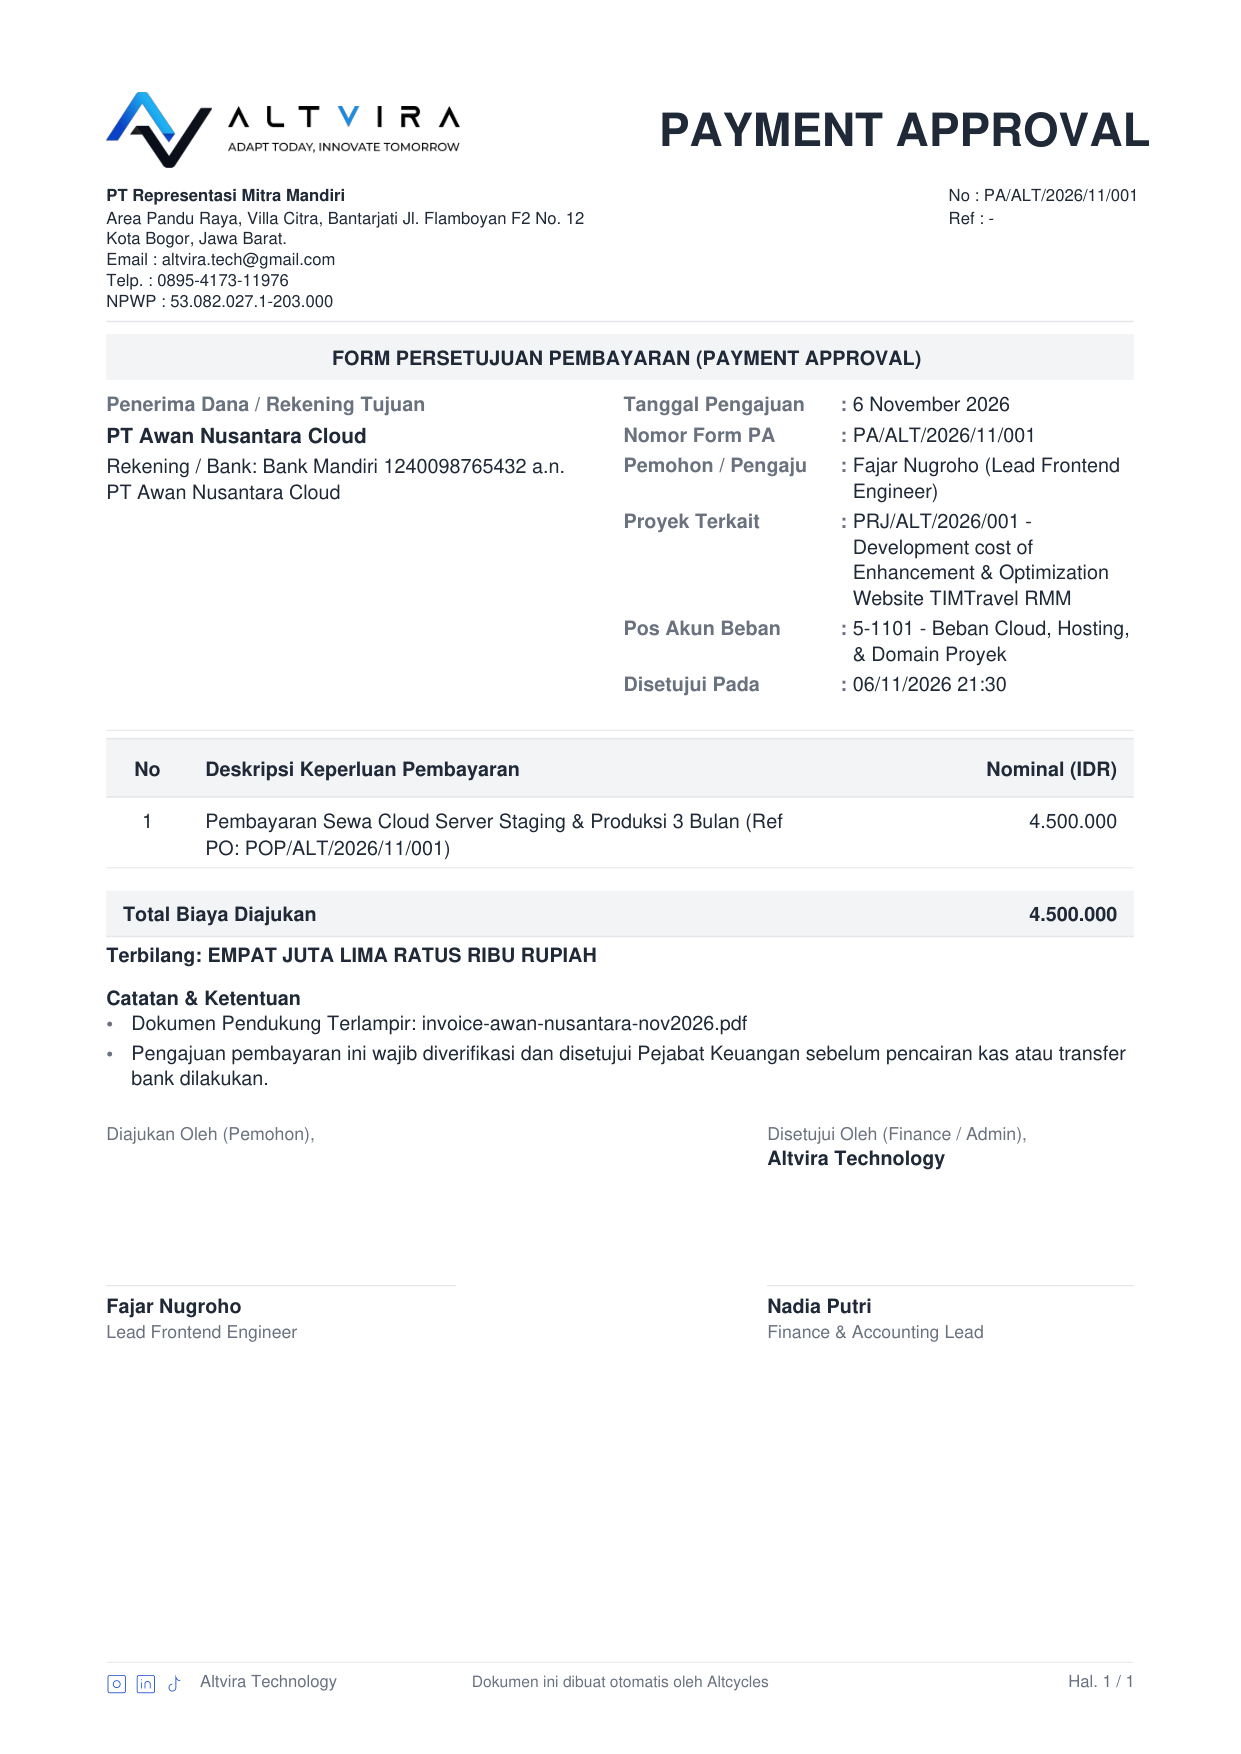 ALTVIRA
ADAPT TODAY, INNOVATE TOMORROW
PAYMENT APPROVAL
PT Representasi Mitra Mandiri
Area Pandu Raya, Villa Citra, Bantarjati Jl. Flamboyan F2 No. 12
Kota Bogor, Jawa Barat.
Email : altvira.tech@gmail.com
Telp. : 0895-4173-11976
NPWP : 53.082.027.1-203.000
No : PA/ALT/2026/11/001
Ref : -
FORM PERSETUJUAN PEMBAYARAN (PAYMENT APPROVAL)
Penerima Dana / Rekening Tujuan
PT Awan Nusantara Cloud
Rekening / Bank: Bank Mandiri 1240098765432 a.n.
PT Awan Nusantara Cloud
Tanggal Pengajuan : 6 November 2026
Nomor Form PA : PA/ALT/2026/11/001
Pemohon / Pengaju : Fajar Nugroho (Lead Frontend
Engineer)
Proyek Terkait : PRJ/ALT/2026/001 -
Development cost of
Enhancement & Optimization
Website TIMTravel RMM
Pos Akun Beban : 5-1101 - Beban Cloud, Hosting,
& Domain Proyek
Disetujui Pada : 06/11/2026 21:30
No Deskripsi Keperluan Pembayaran Nominal (IDR)
1 Pembayaran Sewa Cloud Server Staging & Produksi 3 Bulan (Ref 4.500.000
PO: POP/ALT/2026/11/001)
Total Biaya Diajukan 4.500.000
Terbilang: EMPAT JUTA LIMA RATUS RIBU RUPIAH
Catatan & Ketentuan
• Dokumen Pendukung Terlampir: invoice-awan-nusantara-nov2026.pdf
• Pengajuan pembayaran ini wajib diverifikasi dan disetujui Pejabat Keuangan sebelum pencairan kas atau transfer
bank dilakukan.
Diajukan Oleh (Pemohon),
Disetujui Oleh (Finance / Admin),
Altvira Technology
Fajar Nugroho
Lead Frontend Engineer
Nadia Putri
Finance & Accounting Lead
in Altvira Technology Dokumen ini dibuat otomatis oleh Altcycles Hal. 1 / 1